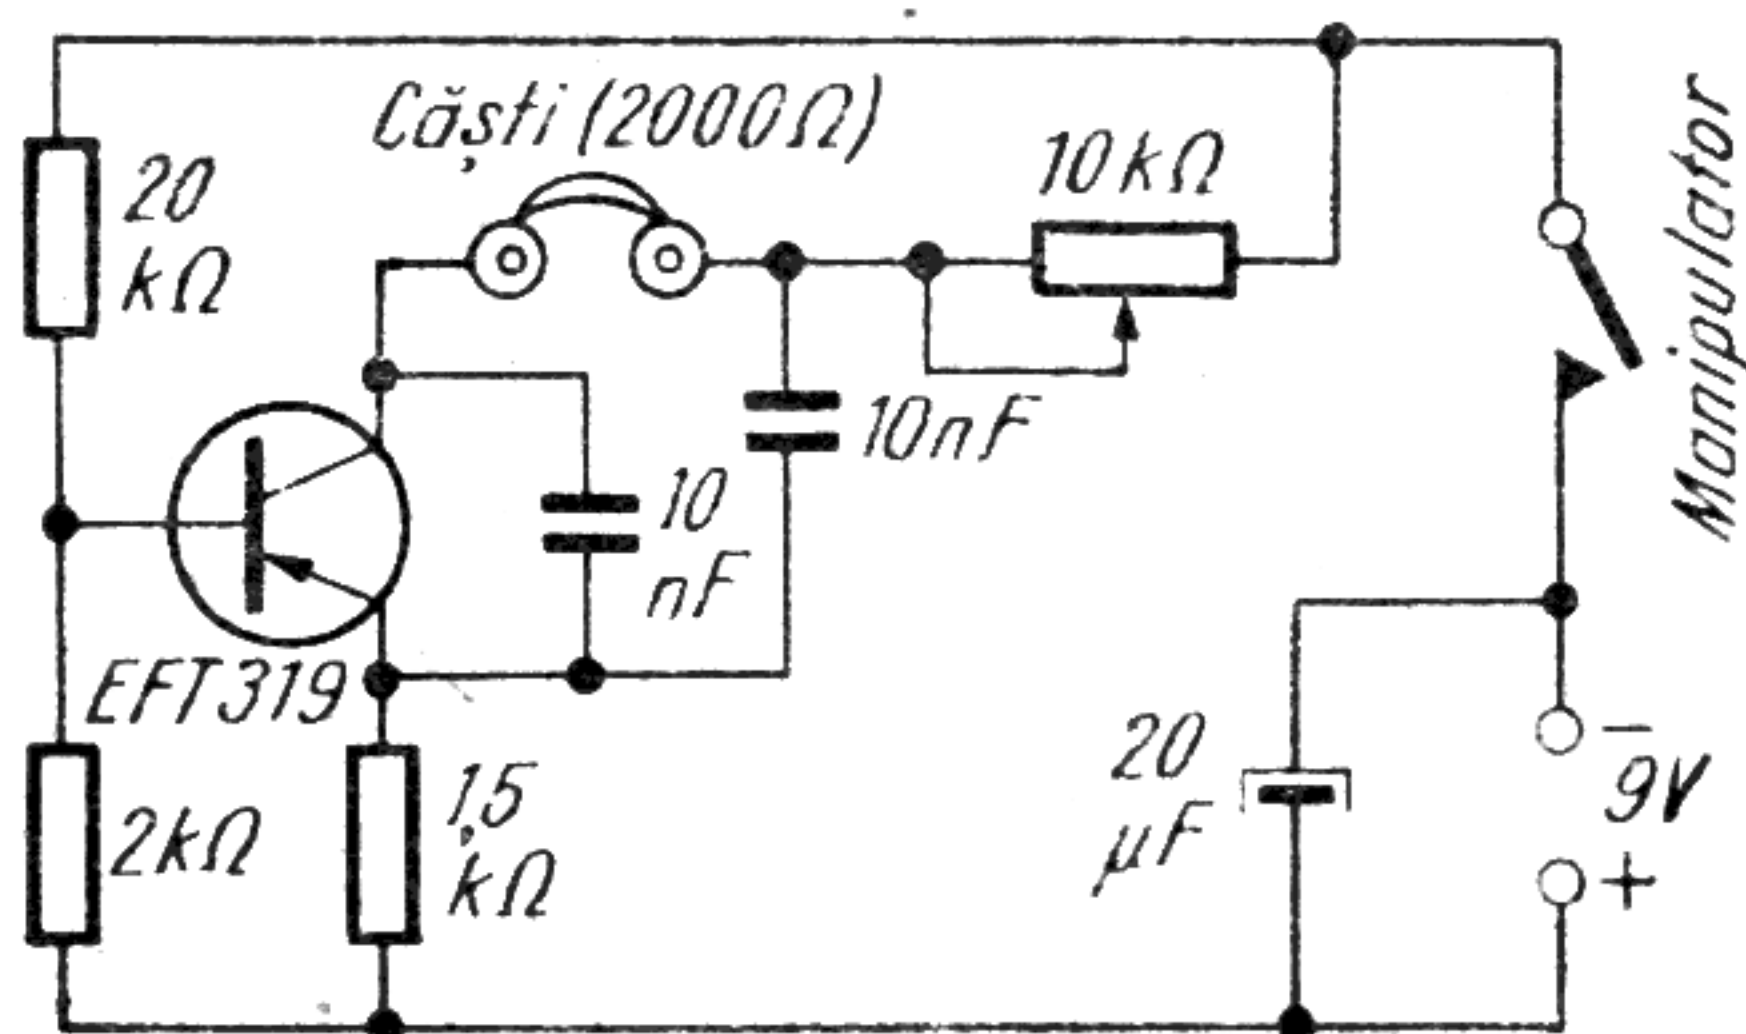 Căști (2000Ω)
10kΩ
20
kΩ
Manipulator
10nF
10
nF
EFT319
20
µF
−
9V
+
2kΩ
1,5
kΩ